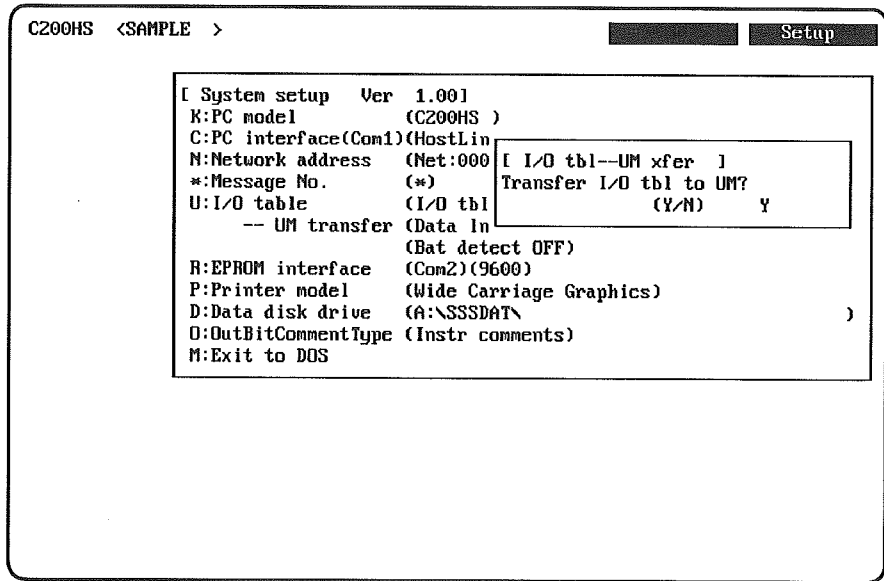 C200HS <SAMPLE >
Setup
[ System setup Ver 1.00]
K:PC model (C200HS )
C:PC interface(Com1)(HostLin
N:Network address (Net:000
*:Message No. (*)
U:I/O table (I/O tbl
-- UM transfer (Data ln
(Bat detect OFF)
R:EPROM interface (Com2)(9600)
P:Printer model (Wide Carriage Graphics)
D:Data disk drive (A:\SSSDAT\ )
O:OutBitCommentType (Instr comments)
M:Exit to DOS
[ I/O tbl--UM xfer ]
Transfer I/O tbl to UM?
(Y/N) Y